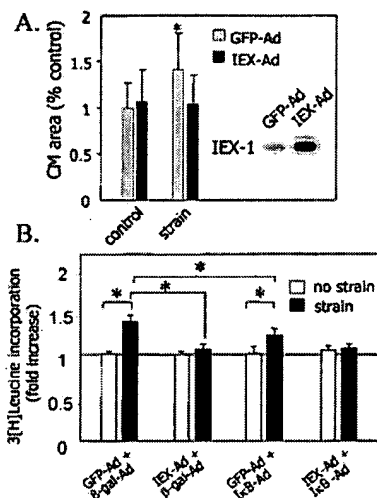 A.
CM area (% control)
2
1.5
1
0.5
0
*
GFP-Ad
IEX-Ad
control
strain
GFP-Ad
IEX-Ad
IEX-1
B.
3[H]Leucine incorporation
(fold increase)
2
1.5
1
0.5
0
*
*
*
*
no strain
strain
GFP-Ad +
β-gal-Ad
IEX-Ad +
β-gal-Ad
GFP-Ad +
IκB-Ad
IEX-Ad +
IκB-Ad